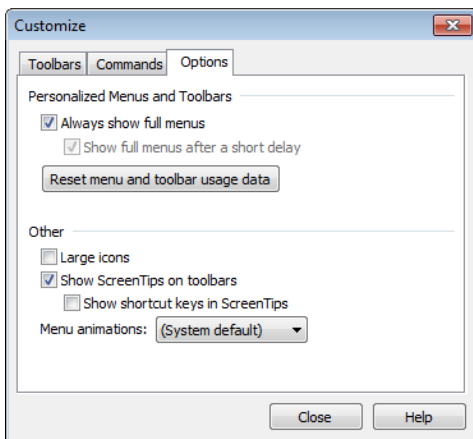 Customize
Toolbars Commands Options
Personalized Menus and Toolbars
Always show full menus
Show full menus after a short delay
Reset menu and toolbar usage data
Other
Large icons
Show ScreenTips on toolbars
Show shortcut keys in ScreenTips
Menu animations: (System default)
Close Help